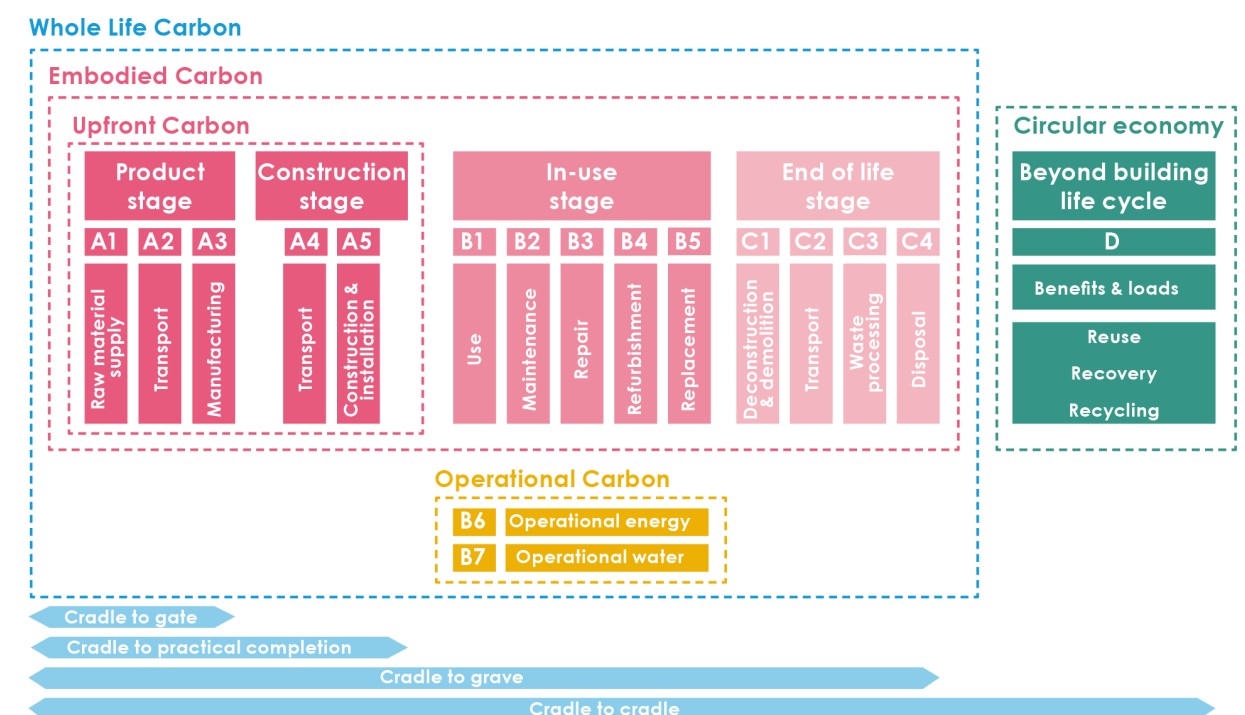 Whole Life Carbon
Embodied Carbon
Upfront Carbon
Circular economy
Product
stage
Construction
stage
In-use
stage
End of life
stage
Beyond building
life cycle
A1
A2
A3
A4
A5
B1
B2
B3
B4
B5
C1
C2
C3
C4
D
Raw material
supply
Transport
Manufacturing
Transport
Construction &
installation
Use
Maintenance
Repair
Refurbishment
Replacement
Deconstruction
& demolition
Transport
Waste
processing
Disposal
Benefits & loads
Reuse
Recovery
Recycling
Operational Carbon
B6 Operational energy
B7 Operational water
Cradle to gate
Cradle to practical completion
Cradle to grave
Cradle to cradle